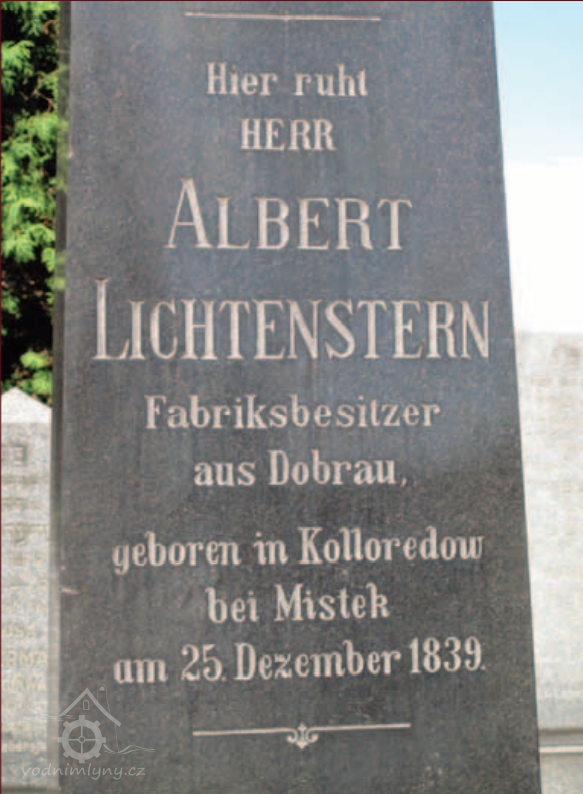 Hier ruht
HERR
ALBERT
LICHTENSTERN
Fabriksbesitzer
aus Dobrau,
geboren in Kolloredow
bei Mistek
am 25. Dezember 1839.
vodnimlyny.cz